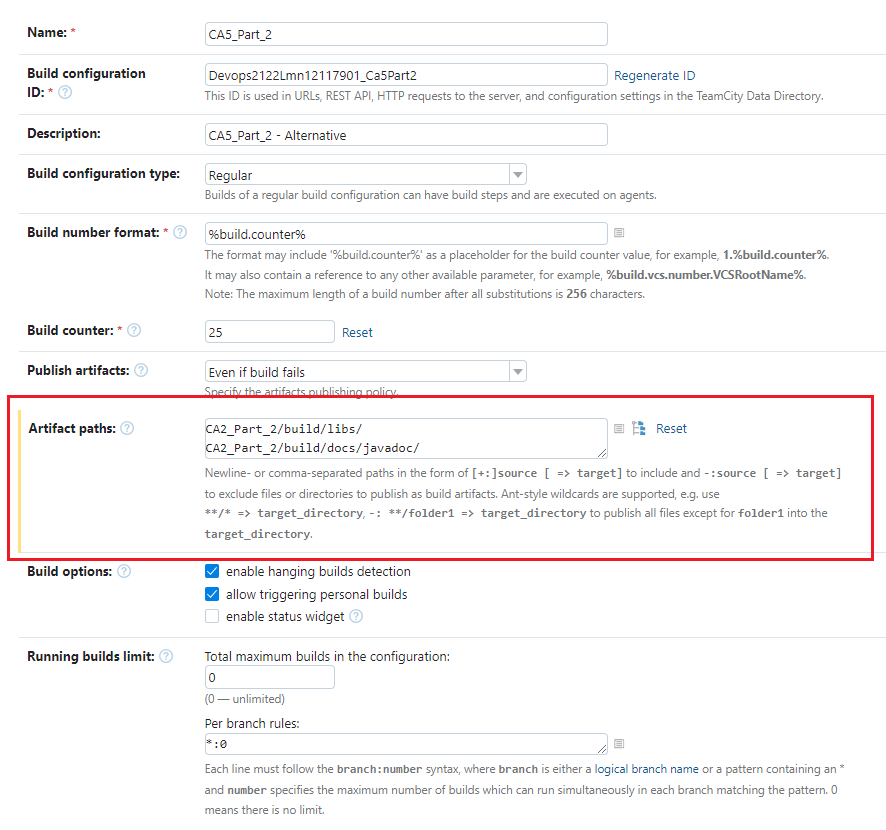 Name: *
CA5_Part_2
Build configuration
ID: * ?
Devops2122Lmn12117901_Ca5Part2
Regenerate ID
This ID is used in URLs, REST API, HTTP requests to the server, and configuration settings in the TeamCity Data Directory.
Description:
CA5_Part_2 - Alternative
Build configuration type:
Regular
Builds of a regular build configuration can have build steps and are executed on agents.
Build number format: * ?
%build.counter%
The format may include '%build.counter%' as a placeholder for the build counter value, for example, 1.%build.counter%.
It may also contain a reference to any other available parameter, for example, %build.vcs.number.VCSRootName%.
Note: The maximum length of a build number after all substitutions is 256 characters.
Build counter: * ?
25
Reset
Publish artifacts: ?
Even if build fails
Specify the artifacts publishing policy.
Artifact paths: ?
CA2_Part_2/build/libs/
CA2_Part_2/build/docs/javadoc/
Reset
Newline- or comma-separated paths in the form of [+:]source [ => target] to include and -:source [ => target]
to exclude files or directories to publish as build artifacts. Ant-style wildcards are supported, e.g. use
**/* => target_directory, -: **/folder1 => target_directory to publish all files except for folder1 into the
target_directory.
Build options: ?
enable hanging builds detection
allow triggering personal builds
enable status widget ?
Running builds limit: ?
Total maximum builds in the configuration:
0
(0 — unlimited)
Per branch rules:
*:0
Each line must follow the branch:number syntax, where branch is either a logical branch name or a pattern containing an *
and number specifies the maximum number of builds which can run simultaneously in each branch matching the pattern. 0
means there is no limit.